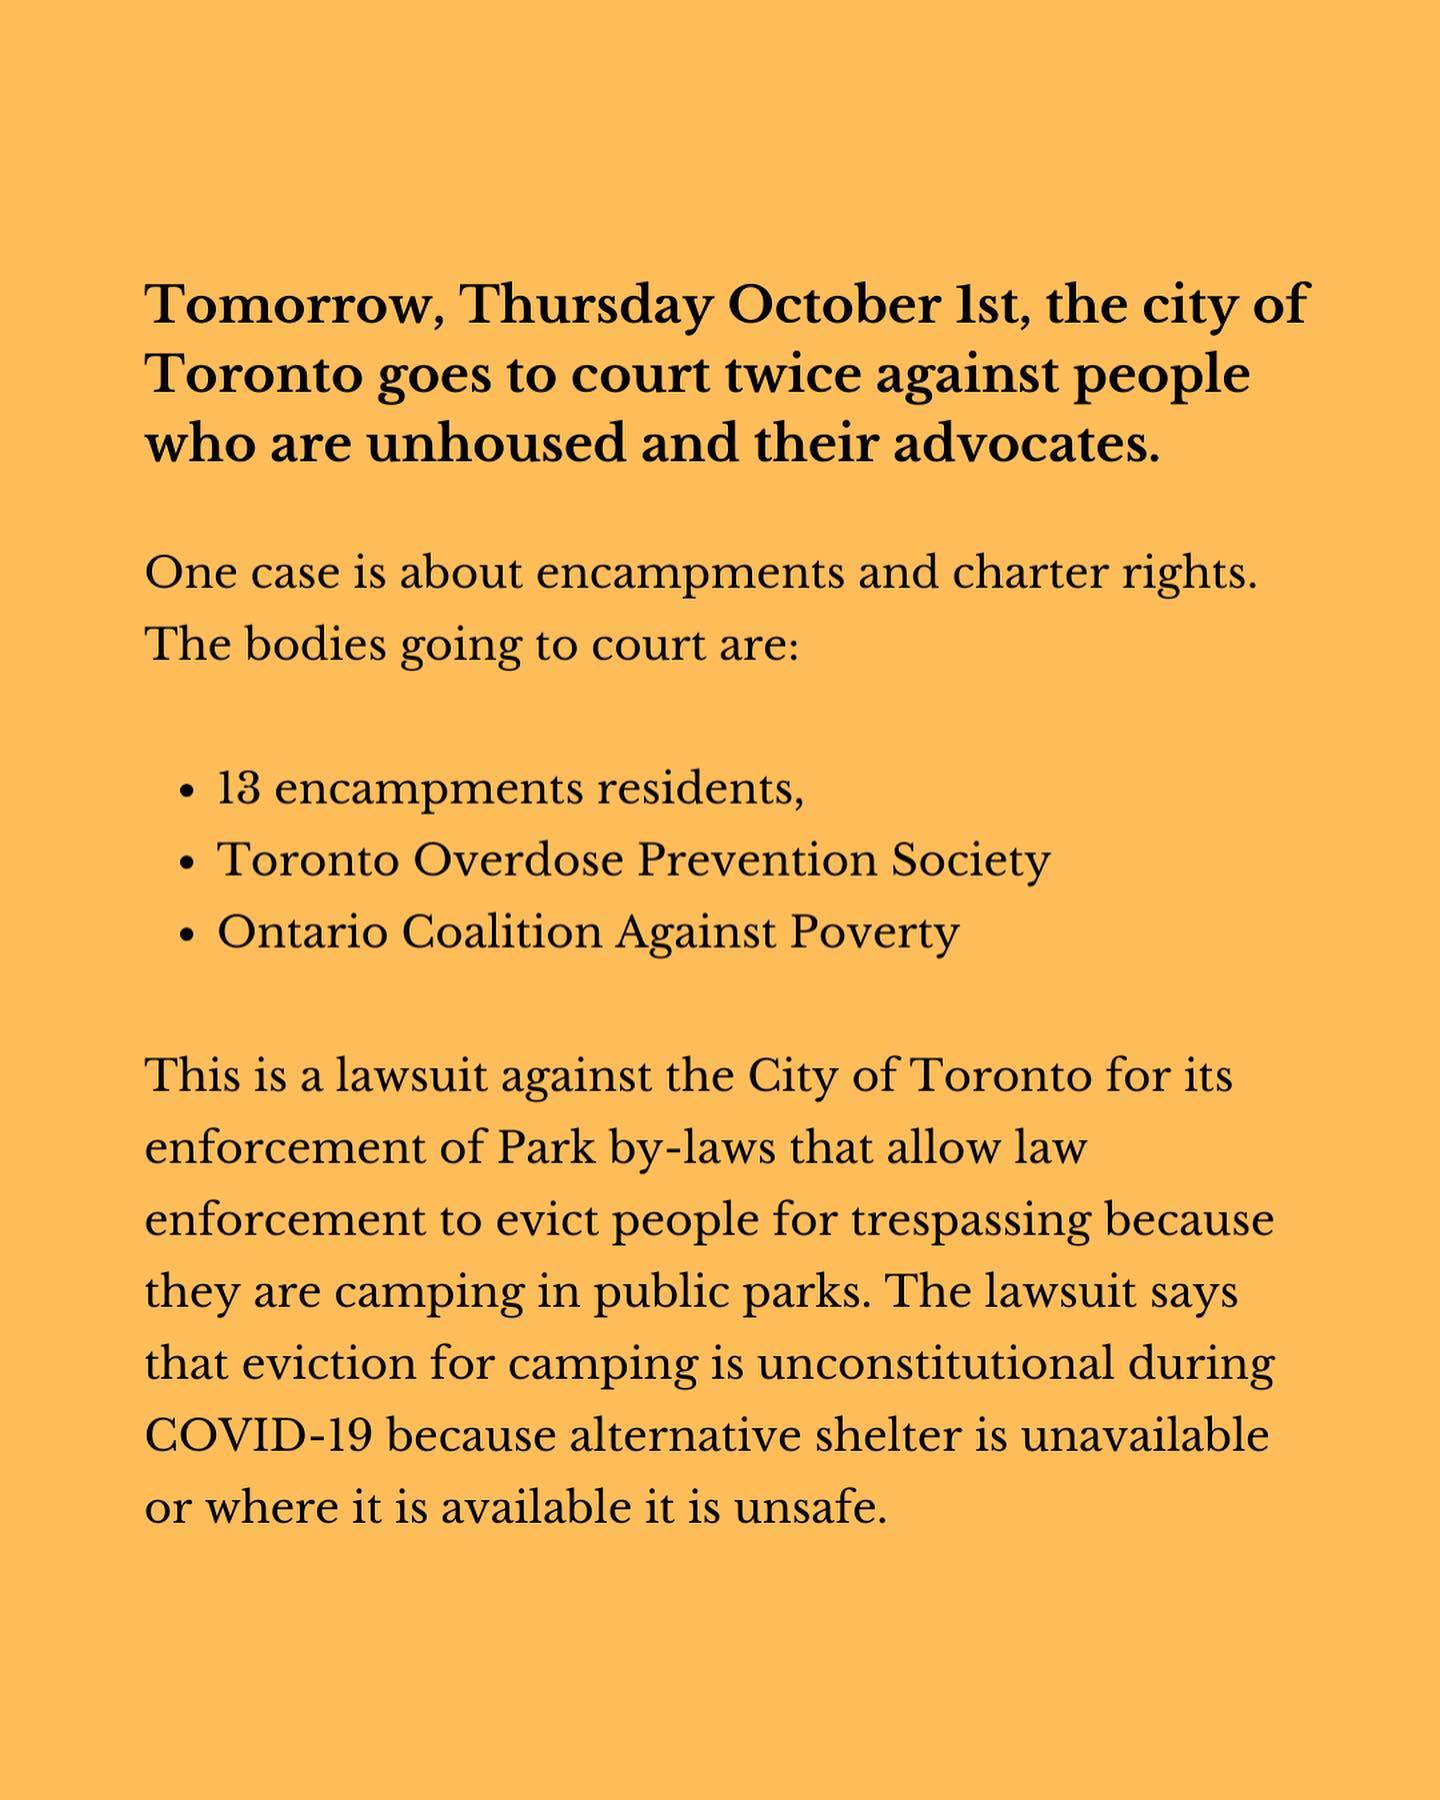 Tomorrow, Thursday October 1st, the city of
Toronto goes to court twice against people
who are unhoused and their advocates.
One case is about encampments and charter rights.
The bodies going to court are:
• 13 encampments residents,
• Toronto Overdose Prevention Society
• Ontario Coalition Against Poverty
This is a lawsuit against the City of Toronto for its
enforcement of Park by-laws that allow law
enforcement to evict people for trespassing because
they are camping in public parks. The lawsuit says
that eviction for camping is unconstitutional during
COVID-19 because alternative shelter is unavailable
or where it is available it is unsafe.